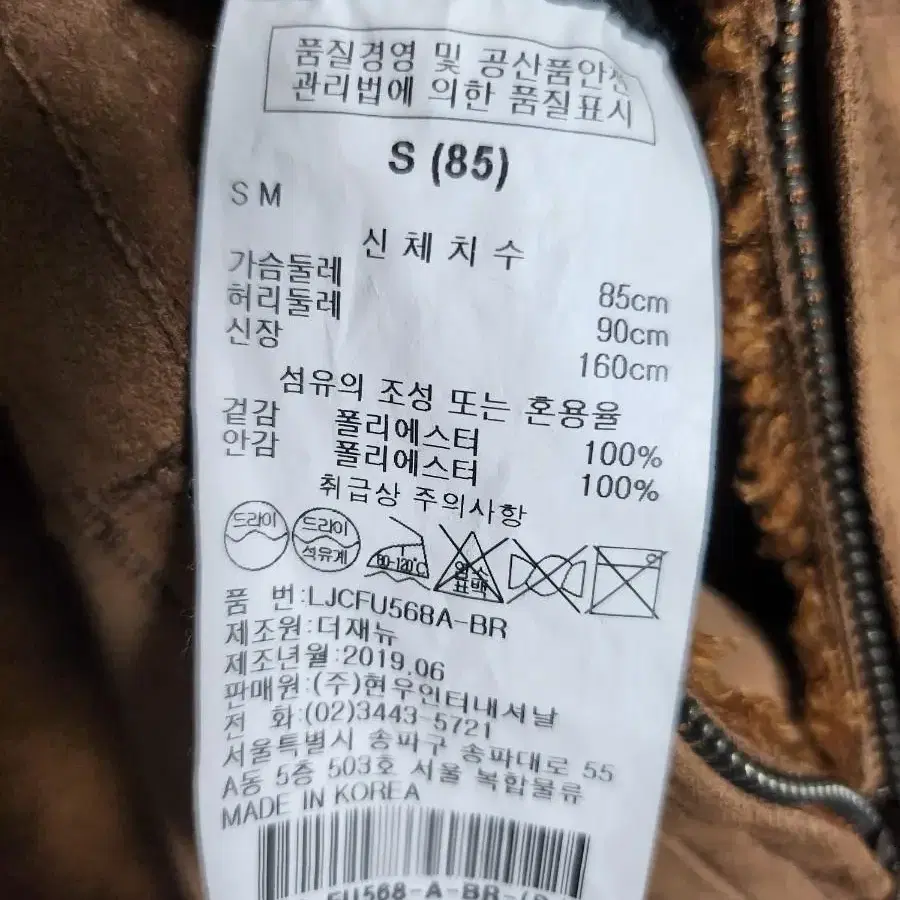 품질경영 및 공산품안전
관리법에 의한 품질표시
S (85)
S M
신체치수
가슴둘레 85cm
허리둘레 90cm
신장 160cm
섬유의 조성 또는 혼용율
겉감 폴리에스터 100%
안감 폴리에스터 100%
취급상 주의사항
드라이
드라이
석유계
80-120℃
염소
표백
품 번:LJCFU568A-BR
제조원:더재뉴
제조년월:2019.06
판매원:(주)현우인터내셔날
전 화:(02)3443-5721
서울특별시 송파구 송파대로 55
A동 5층 503호 서울 복합물류
MADE IN KOREA
FU568-A-BR-